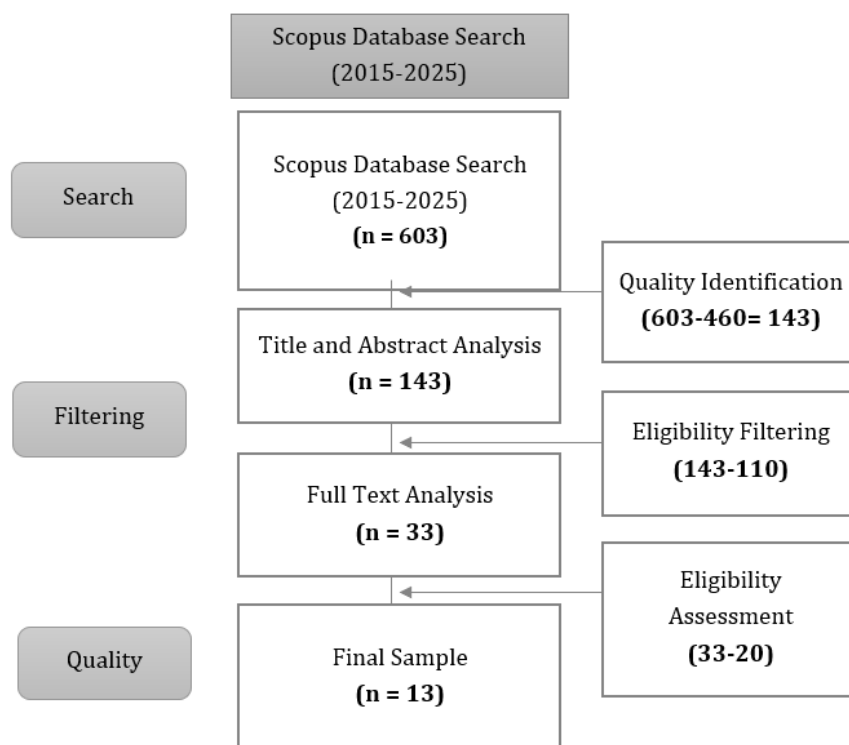 Scopus Database Search
(2015-2025)
Search
Scopus Database Search
(2015-2025)
(n = 603)
Quality Identification
(603-460= 143)
Title and Abstract Analysis
(n = 143)
Filtering
Eligibility Filtering
(143-110)
Full Text Analysis
(n = 33)
Eligibility
Assessment
(33-20)
Quality
Final Sample
(n = 13)